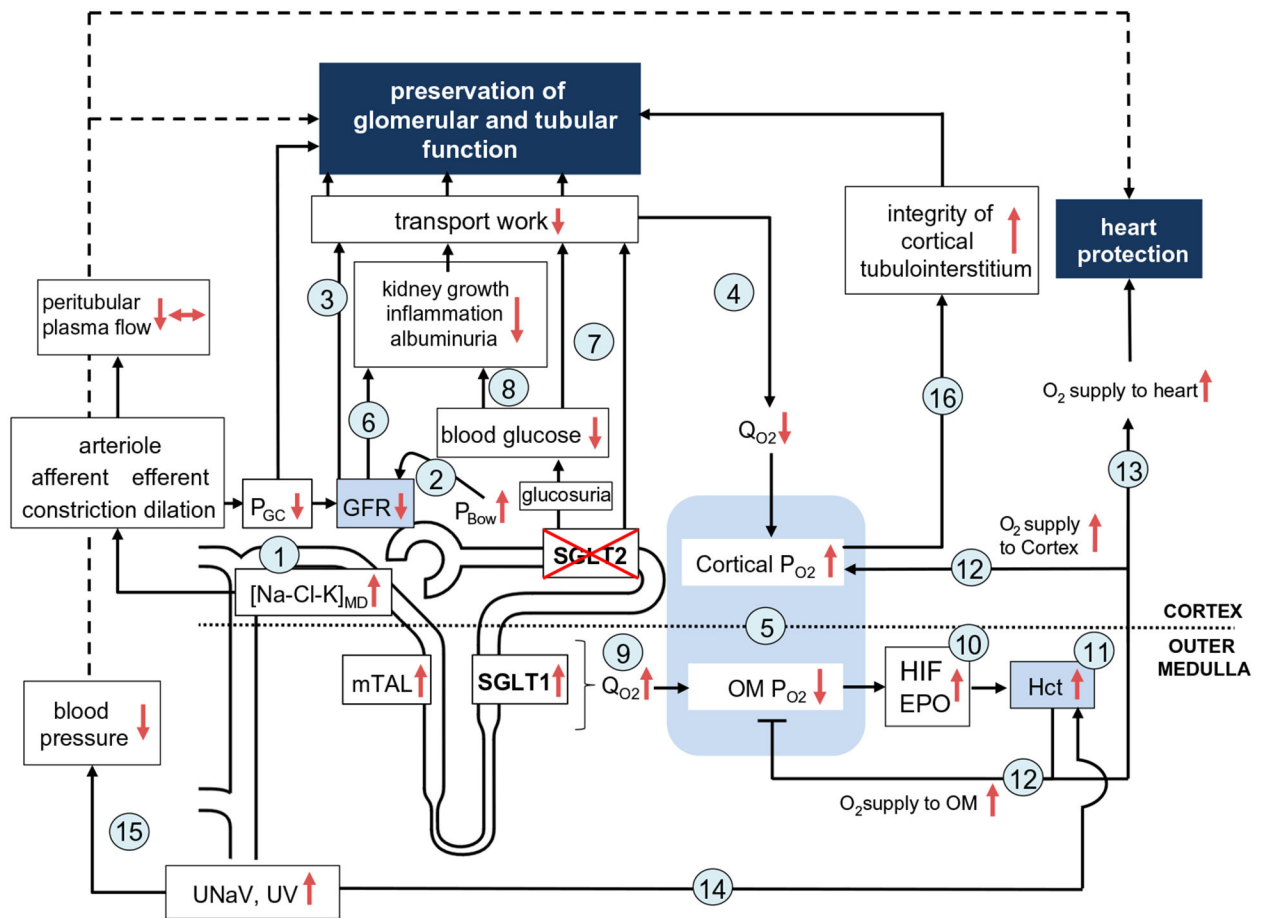 preservation of
glomerular and tubular
function
transport work
integrity of
cortical
tubulointerstitium
heart
protection
peritubular
plasma flow
3
kidney growth
inflammation
albuminuria
7
4
8
6
16
O2 supply to heart
arteriole
afferent efferent
constriction dilation
blood glucose
QO2
13
2
PGC
GFR
PBow
glucosuria
O2 supply
to Cortex
1
SGLT2
Cortical PO2
12
[Na-Cl-K]MD
5
CORTEX
OUTER
MEDULLA
9
10
11
mTAL
SGLT1
QO2
OM PO2
HIF
EPO
Hct
blood
pressure
12
O2supply to OM
15
UNaV, UV
14